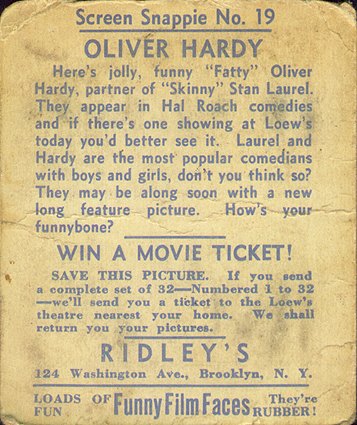 Screen Snappie No. 19
OLIVER HARDY
Here's jolly, funny "Fatty" Oliver
Hardy, partner of "Skinny" Stan Laurel.
They appear in Hal Roach comedies
and if there's one showing at Loew's
today you'd better see it. Laurel and
Hardy are the most popular comedians
with boys and girls, don't you think so?
They may be along soon with a new
long feature picture. How's your
funnybone?
WIN A MOVIE TICKET!
SAVE THIS PICTURE. If you send
a complete set of 32—Numbered 1 to 32
—we'll send you a ticket to the Loew's
theatre nearest your home. We shall
return you your pictures.
RIDLEY'S
124 Washington Ave., Brooklyn, N. Y.
LOADS OF FUN Funny Film Faces They're RUBBER!